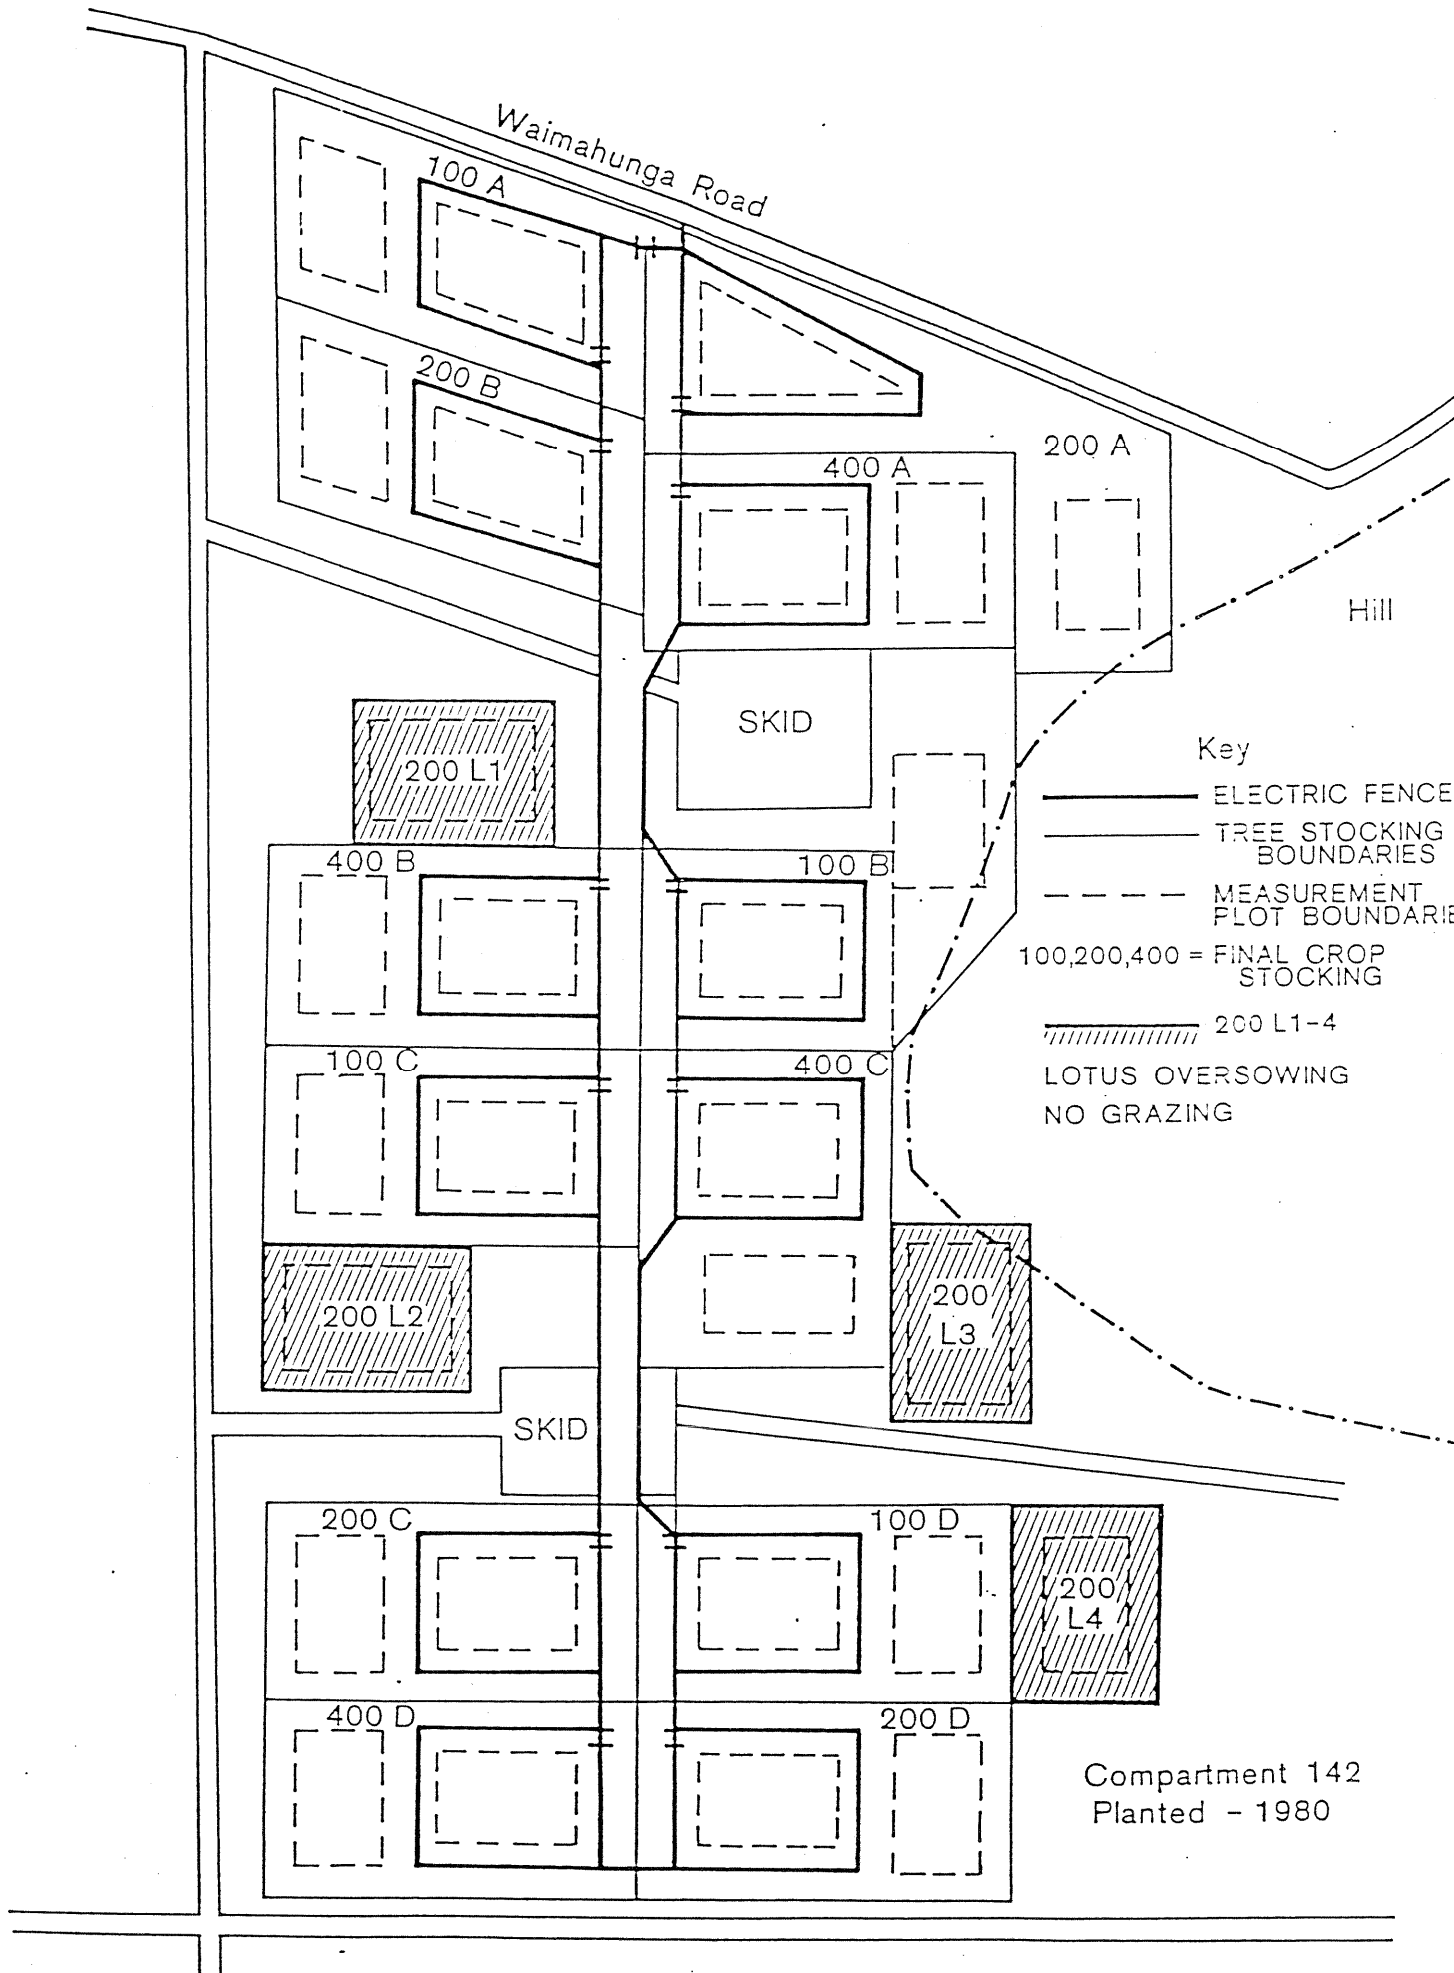 Waimahunga Road
100 A
200 B
200 A
400 A
Hill
SKID
200 L1
Key
ELECTRIC FENCE
TREE STOCKING
BOUNDARIES
400 B
100 B
MEASUREMENT
PLOT BOUNDARIE
100,200,400 = FINAL CROP
STOCKING
200 L1-4
100 C
400 C
LOTUS OVERSOWING
NO GRAZING
200 L2
200
L3
SKID
200 C
100 D
200
L4
400 D
200 D
Compartment 142
Planted - 1980